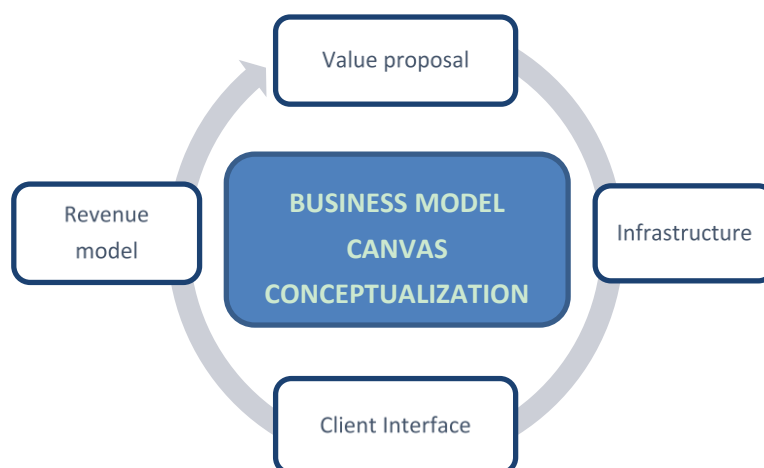 Value proposal
Revenue
model
BUSINESS MODEL
CANVAS
CONCEPTUALIZATION
Infrastructure
Client Interface